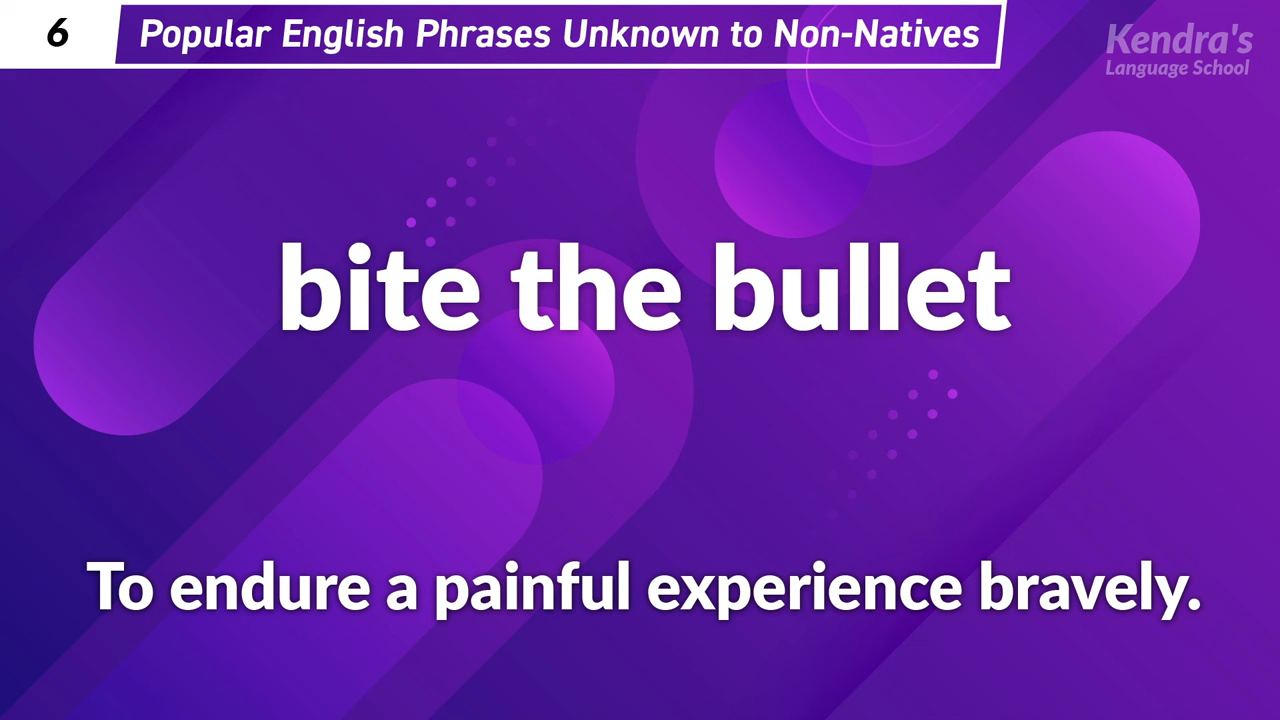 6
Popular English Phrases Unknown to Non-Natives
Kendra's
Language School
bite the bullet
To endure a painful experience bravely.